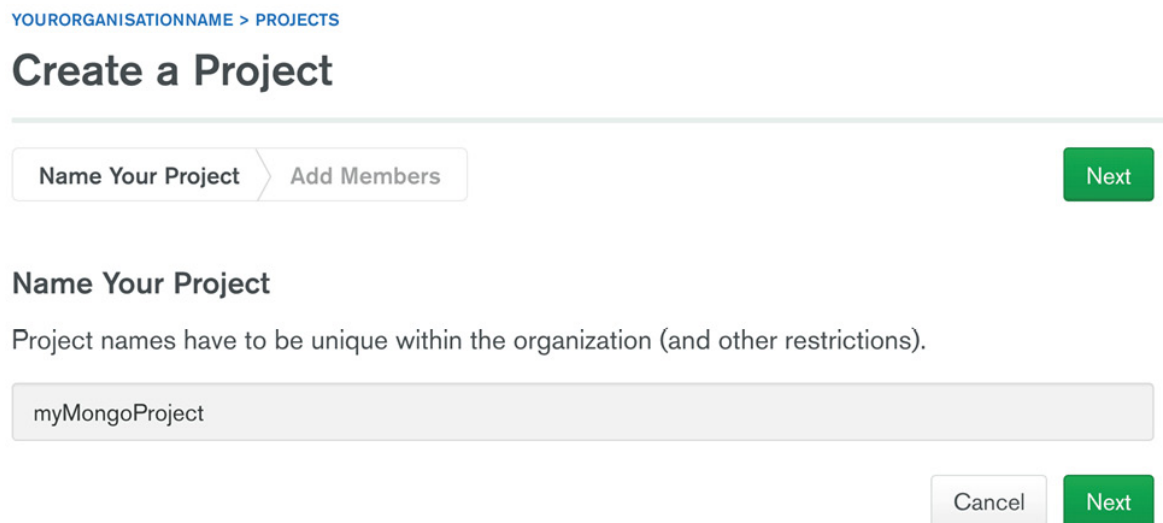 YOURORGANISATIONNAME > PROJECTS
Create a Project
Name Your Project
Add Members
Next
Name Your Project
Project names have to be unique within the organization (and other restrictions).
myMongoProject
Cancel
Next